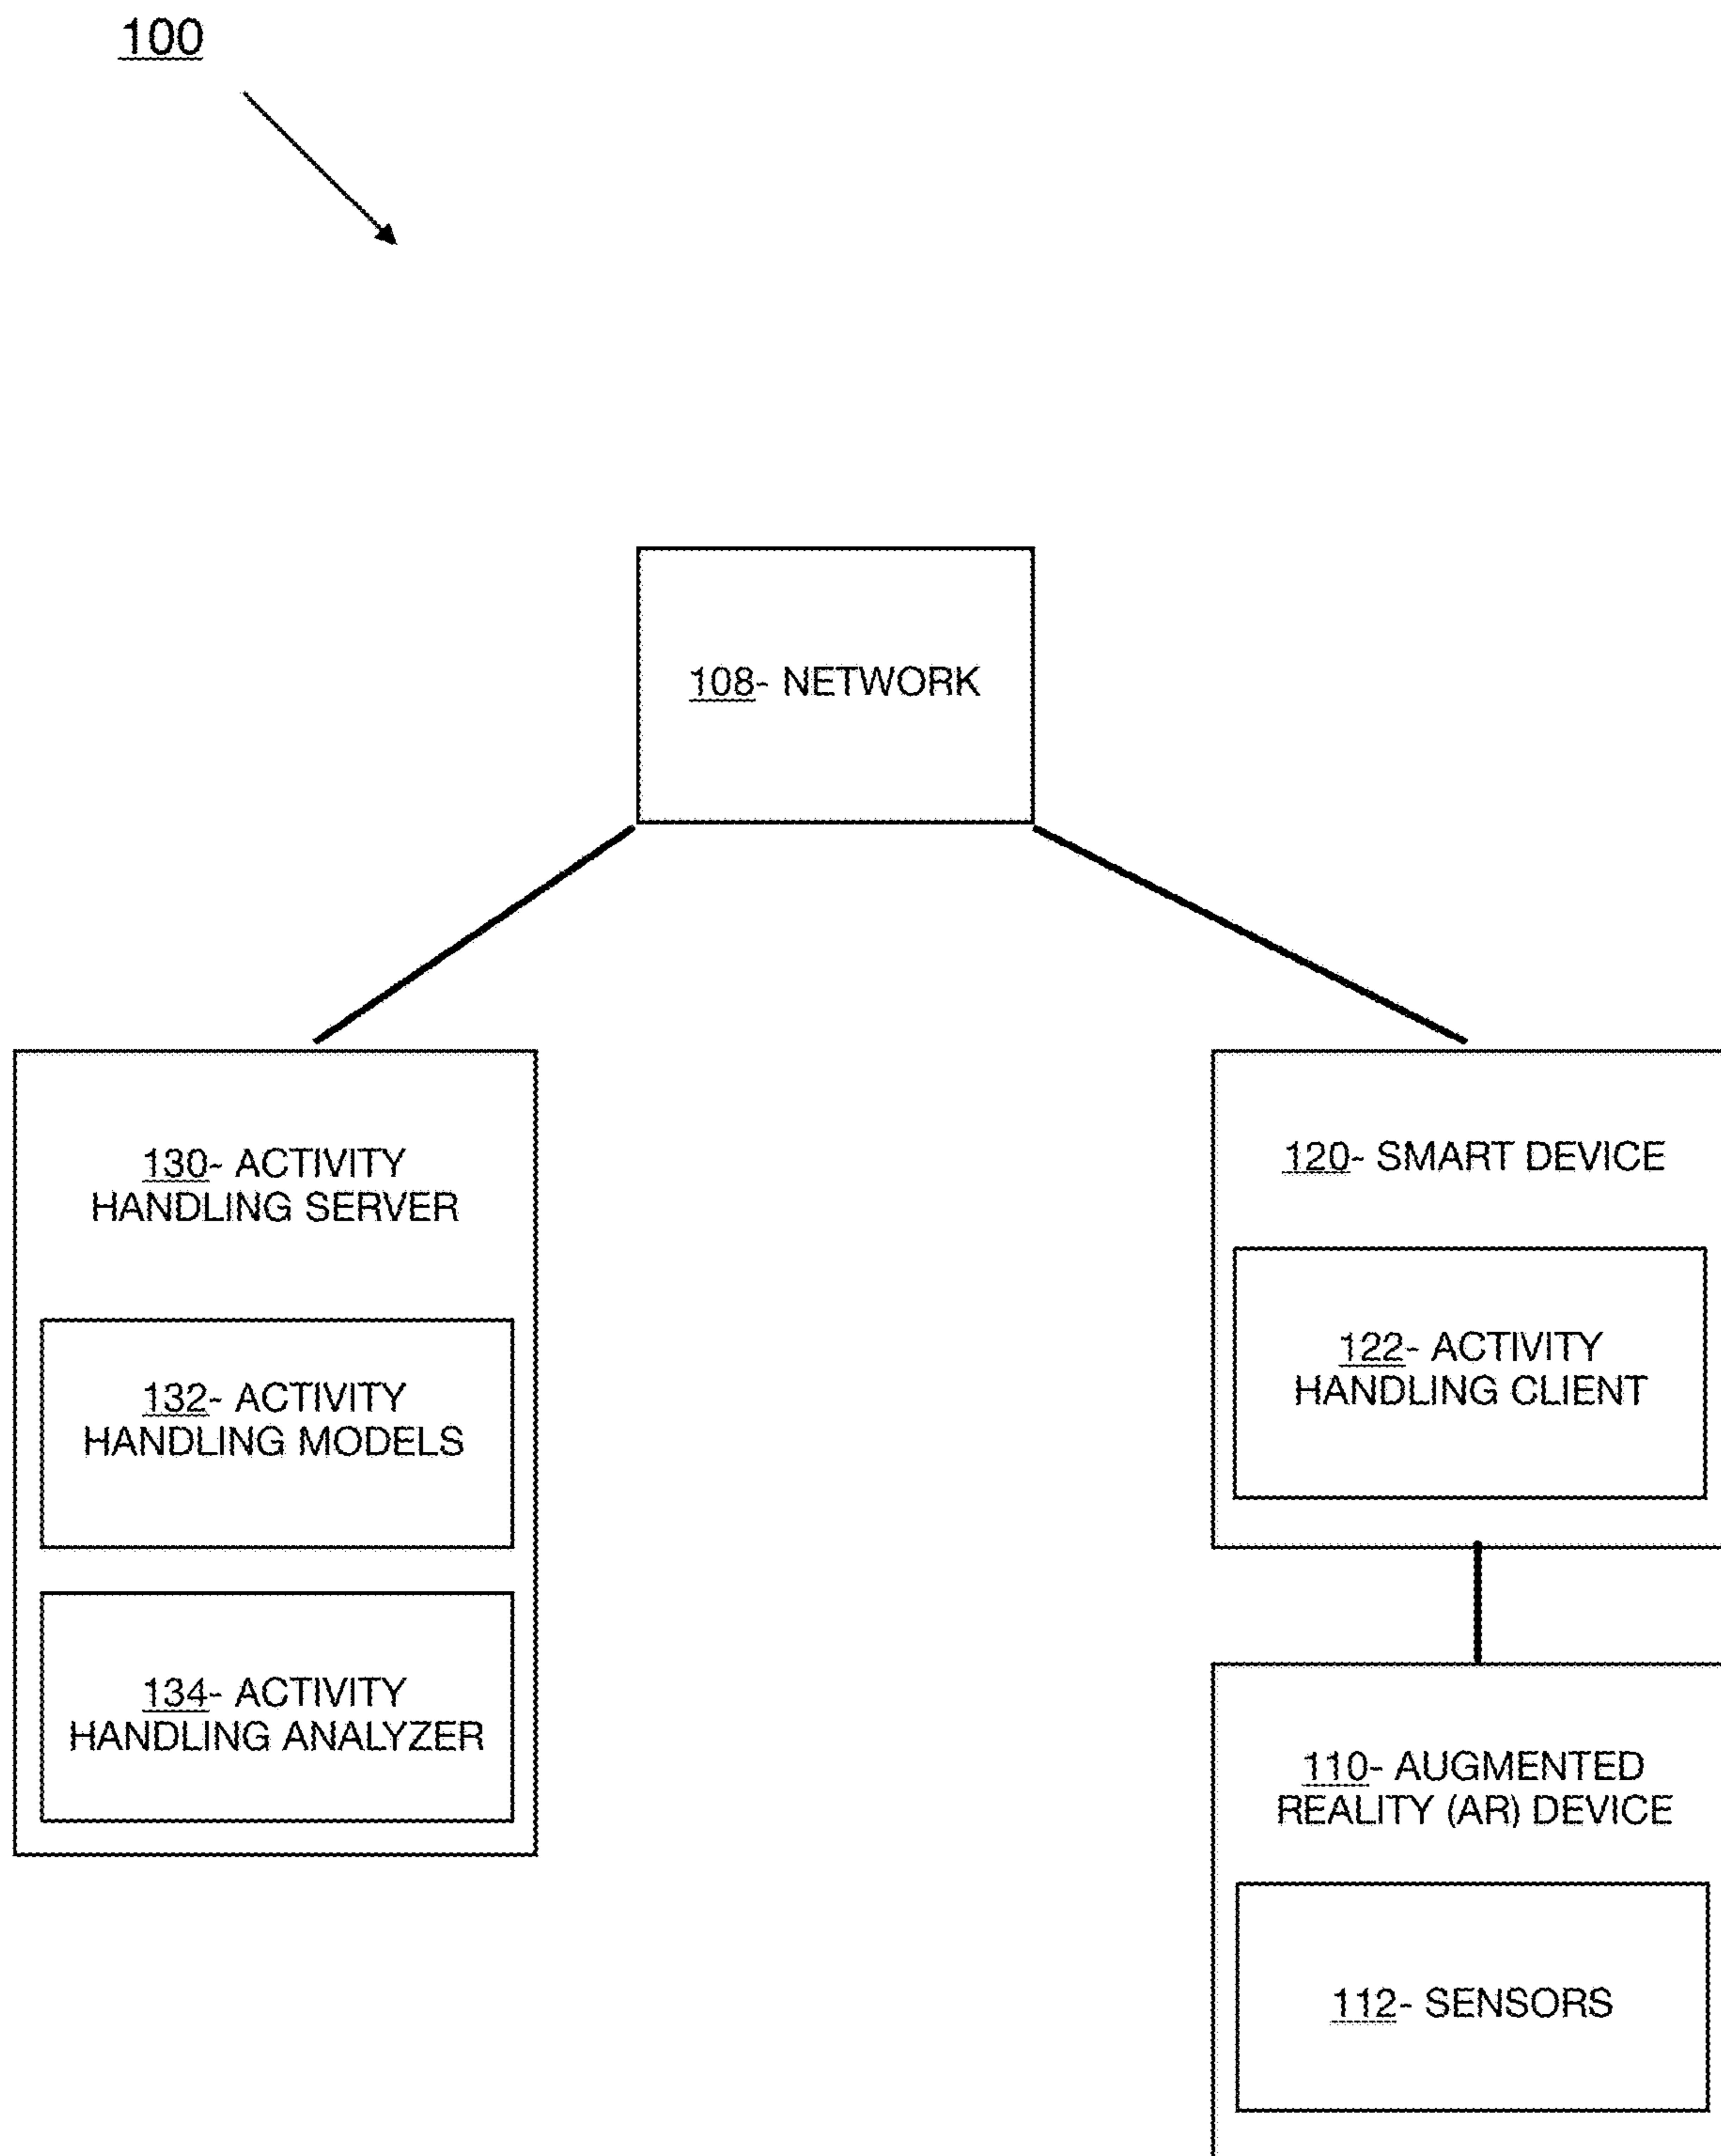 100
108- NETWORK
130- ACTIVITY
HANDLING SERVER
132- ACTIVITY
HANDLING MODELS
134- ACTIVITY
HANDLING ANALYZER
120- SMART DEVICE
122- ACTIVITY
HANDLING CLIENT
110- AUGMENTED
REALITY (AR) DEVICE
112- SENSORS